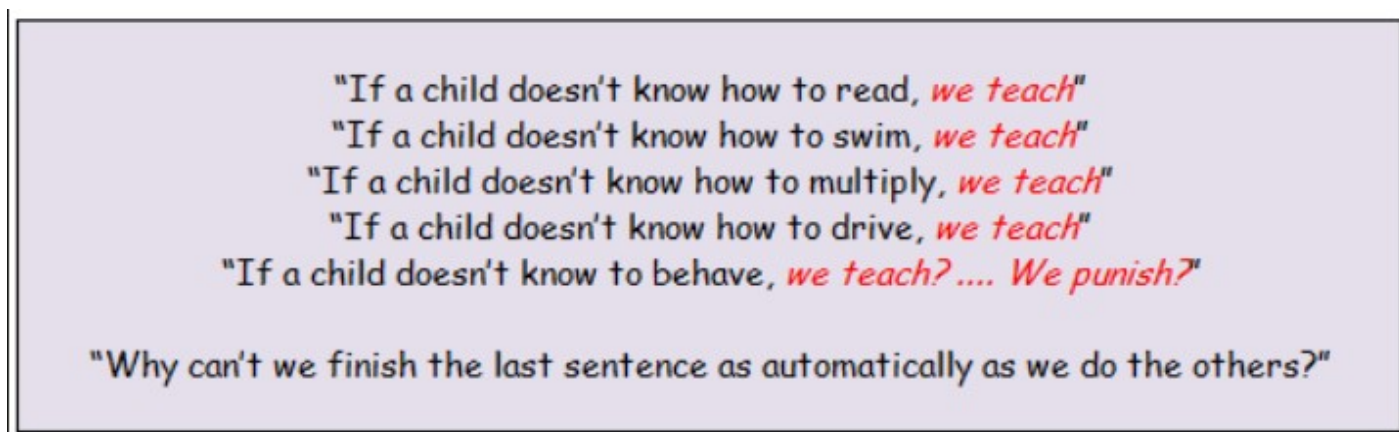 “If a child doesn’t know how to read, we teach”
“If a child doesn’t know how to swim, we teach”
“If a child doesn’t know how to multiply, we teach”
“If a child doesn’t know how to drive, we teach”
“If a child doesn’t know to behave, we teach? .... We punish?”
“Why can’t we finish the last sentence as automatically as we do the others?”